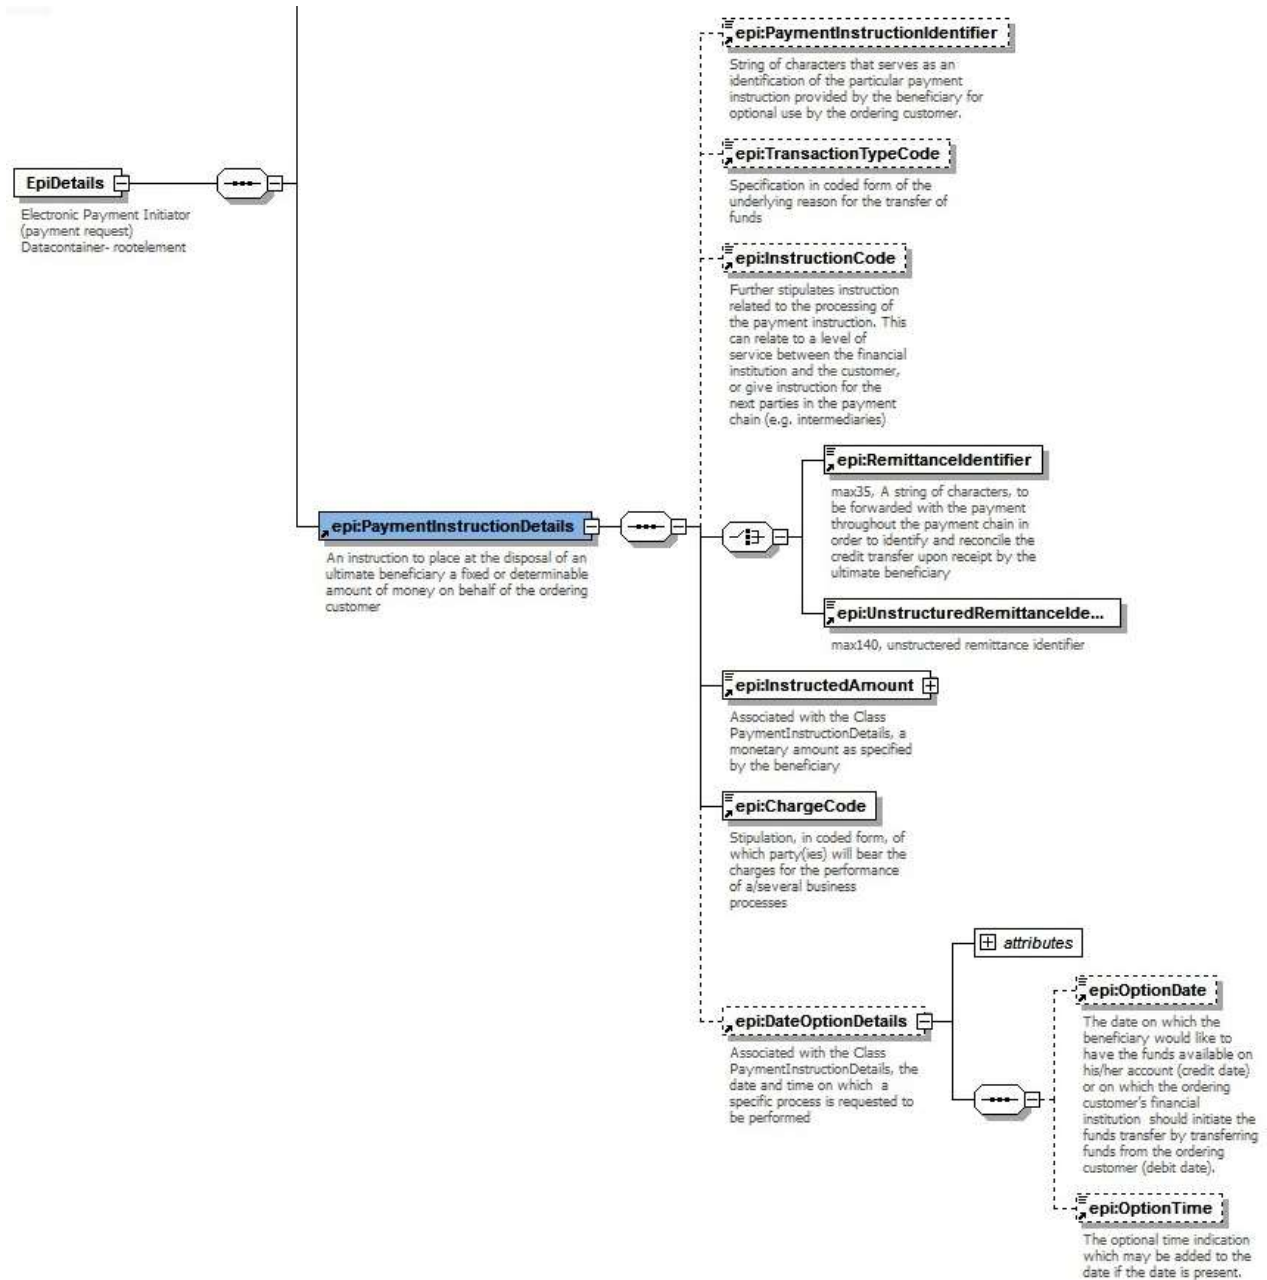 epi:PaymentInstructionIdentifier
String of characters that serves as an
identification of the particular payment
instruction provided by the beneficiary for
optional use by the ordering customer.
epi:TransactionTypeCode
Specification in coded form of the
underlying reason for the transfer of
funds
EpiDetails
Electronic Payment Initiator
(payment request)
Datacontainer- rootelement
epi:InstructionCode
Further stipulates instruction
related to the processing of
the payment instruction. This
can relate to a level of
service between the financial
institution and the customer,
or give instruction for the
next parties in the payment
chain (e.g. intermediaries)
epi:RemittanceIdentifier
max35, A string of characters, to
be forwarded with the payment
throughout the payment chain in
order to identify and reconcile the
credit transfer upon receipt by the
ultimate beneficiary
epi:PaymentInstructionDetails
An instruction to place at the disposal of an
ultimate beneficiary a fixed or determinable
amount of money on behalf of the ordering
customer
epi:UnstructuredRemittanceIde...
max140, unstructered remittance identifier
epi:InstructedAmount
Associated with the Class
PaymentInstructionDetails, a
monetary amount as specified
by the beneficiary
epi:ChargeCode
Stipulation, in coded form, of
which party(ies) will bear the
charges for the performance
of a/several business
processes
attributes
epi:DateOptionDetails
Associated with the Class
PaymentInstructionDetails, the
date and time on which a
specific process is requested to
be performed
epi:OptionDate
The date on which the
beneficiary would like to
have the funds available on
his/her account (credit date)
or on which the ordering
customer's financial
institution should initiate the
funds transfer by transferring
funds from the ordering
customer (debit date).
epi:OptionTime
The optional time indication
which may be added to the
date if the date is present.